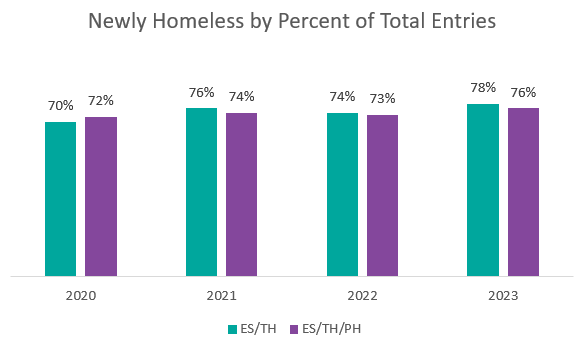 Newly Homeless by Percent of Total Entries
70% 72% 76% 74% 74% 73% 78% 76%
2020 2021 2022 2023
ES/TH ES/TH/PH